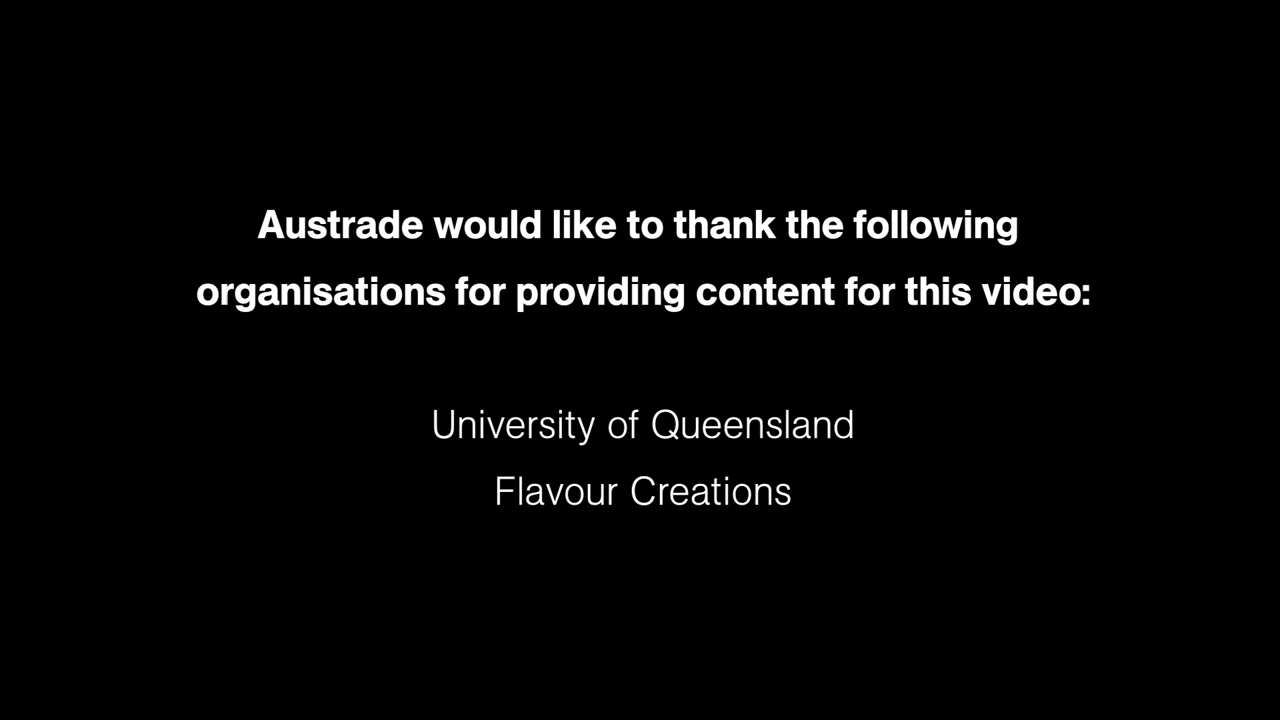 Austrade would like to thank the following
organisations for providing content for this video:
University of Queensland
Flavour Creations